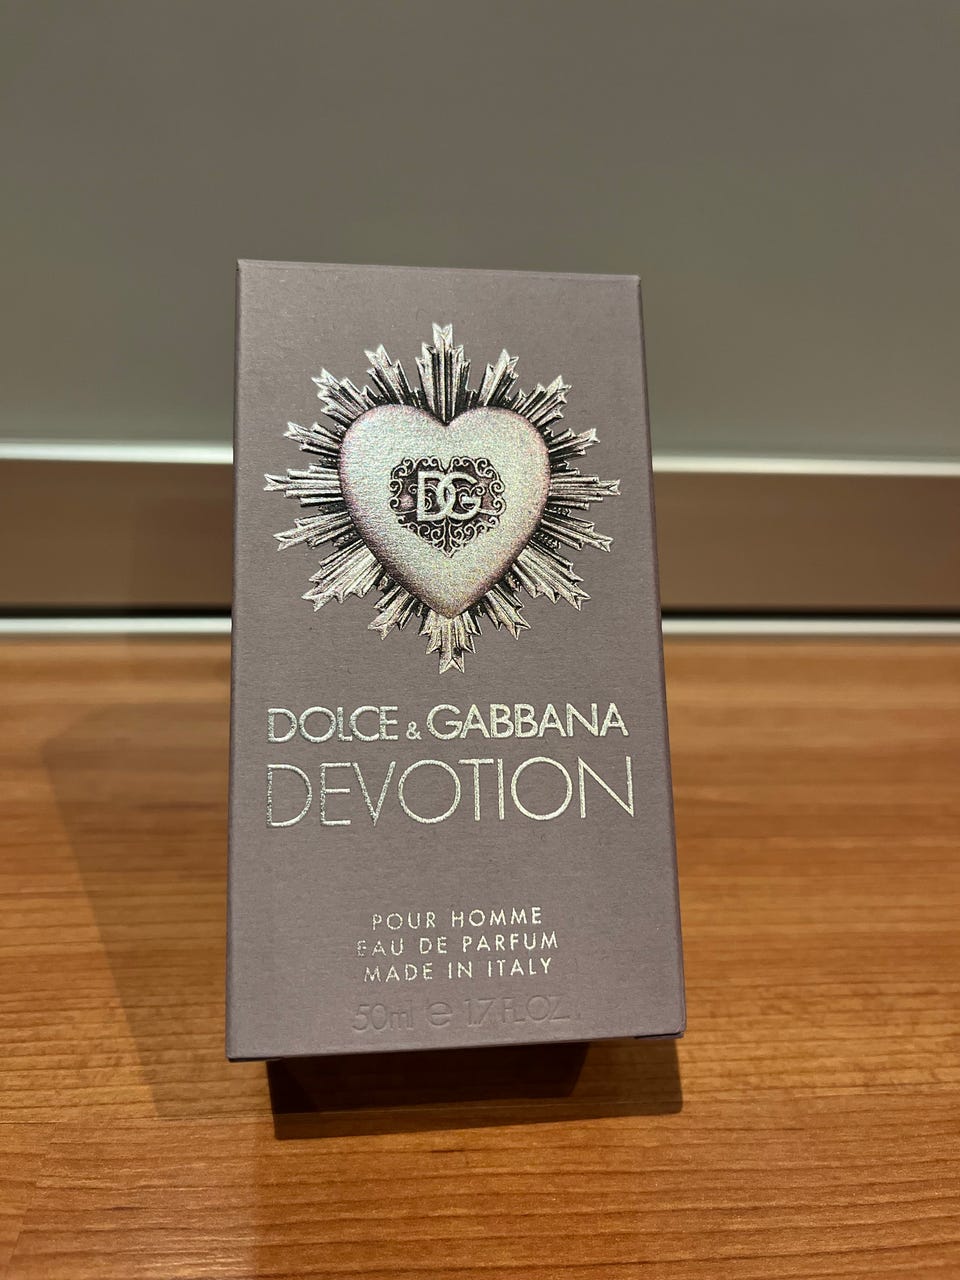 DG
DOLCE & GABBANA
DEVOTION
POUR HOMME
EAU DE PARFUM
MADE IN ITALY
50ml ℮ 1.7 FL.OZ.